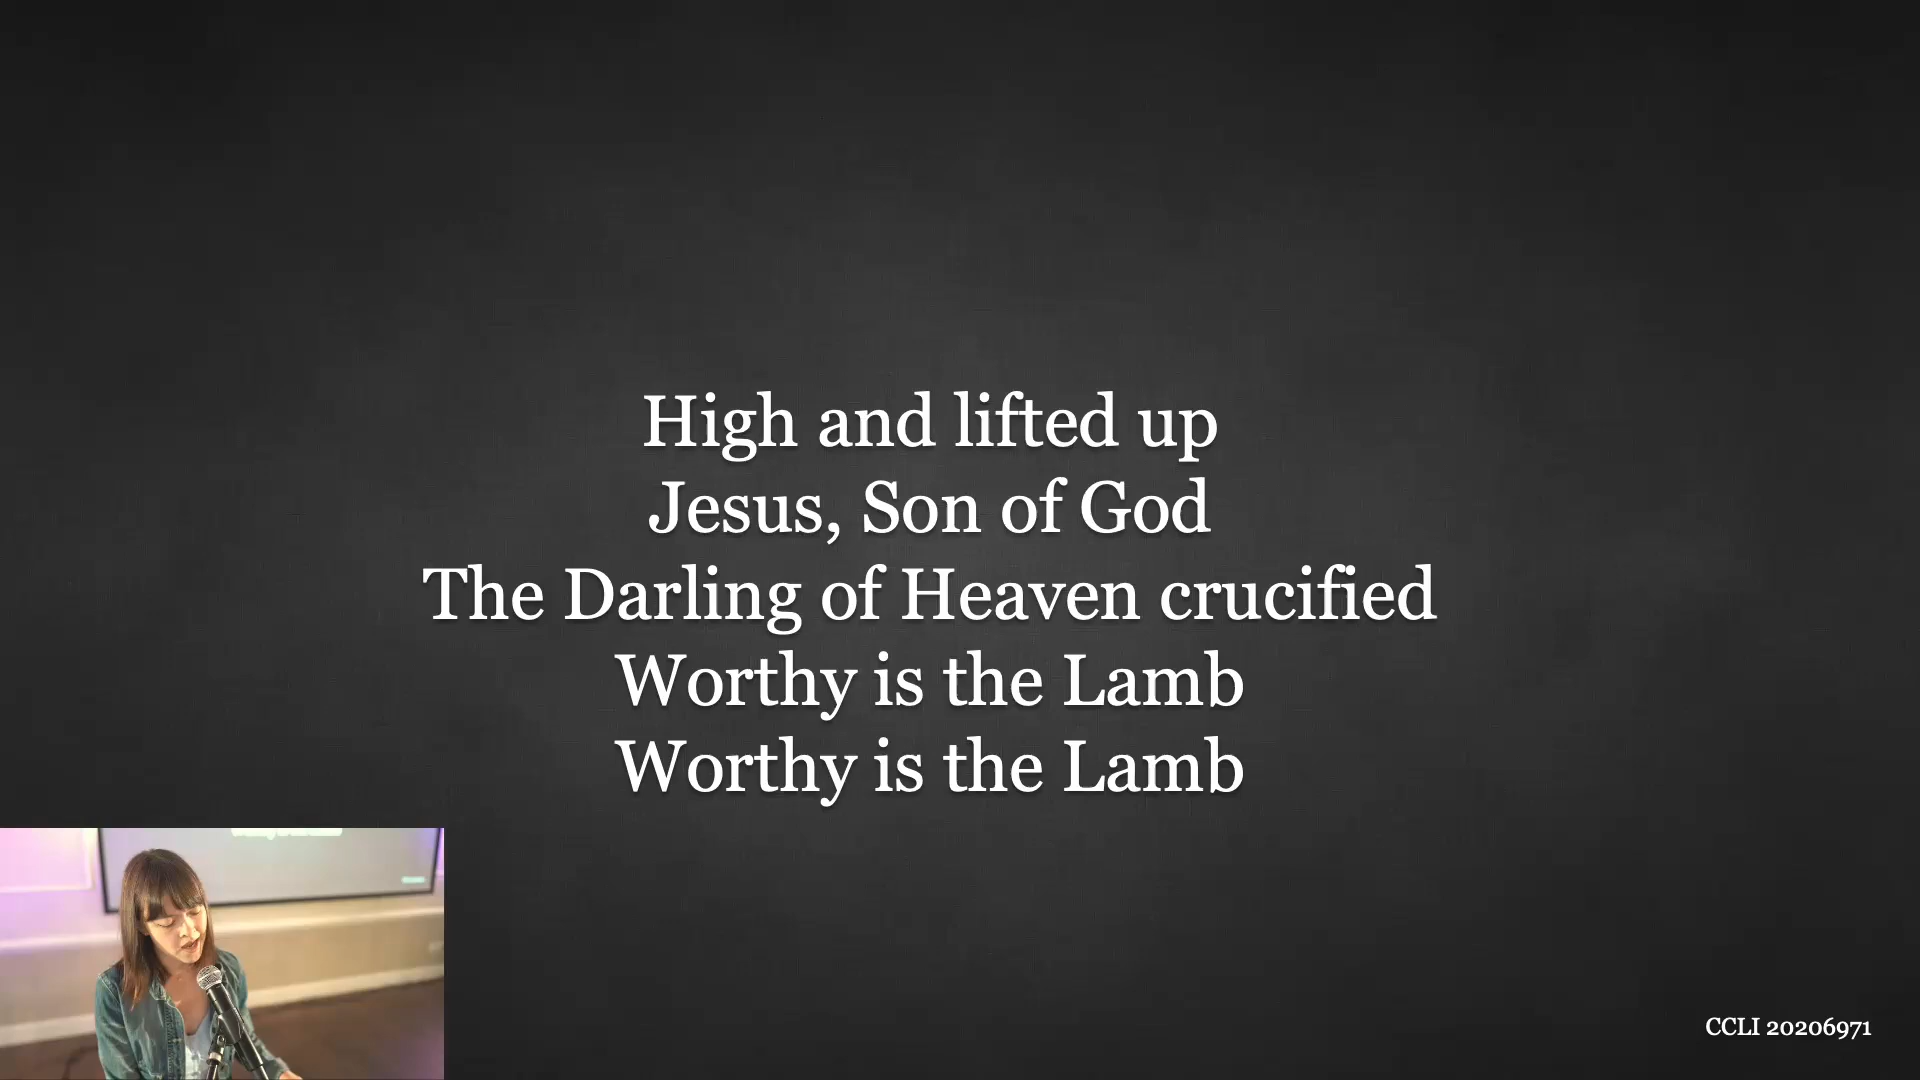 High and lifted up
Jesus, Son of God
The Darling of Heaven crucified
Worthy is the Lamb
Worthy is the Lamb
CCLI 20206971